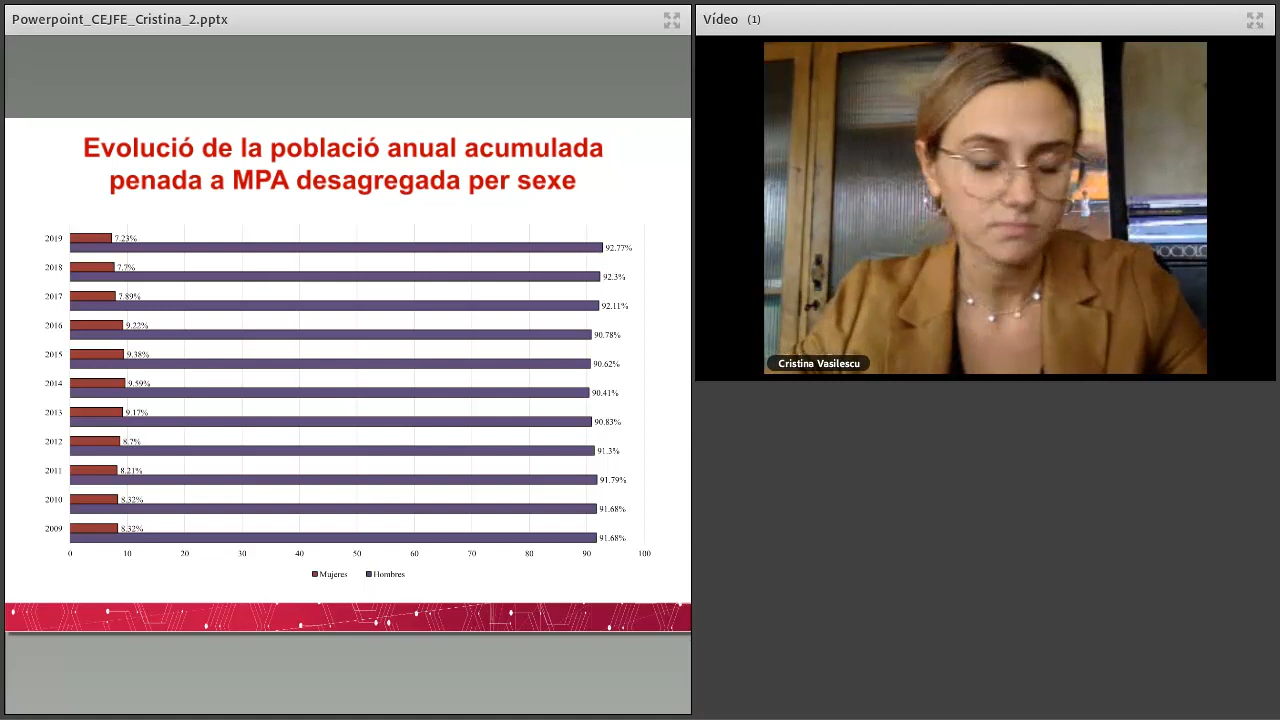 Powerpoint_CEJFE_Cristina_2.pptx
Vídeo (1)
Evolució de la població anual acumulada
penada a MPA desagregada per sexe
2019 7.23% 92.77%
2018 7.7% 92.3%
2017 7.89% 92.11%
2016 9.22% 90.78%
2015 9.38% 90.62%
2014 9.59% 90.41%
2013 9.17% 90.83%
2012 8.7% 91.3%
2011 8.21% 91.79%
2010 8.32% 91.68%
2009 8.32% 91.68%
0 10 20 30 40 50 60 70 80 90 100
Mujeres Hombres
Cristina Vasilescu